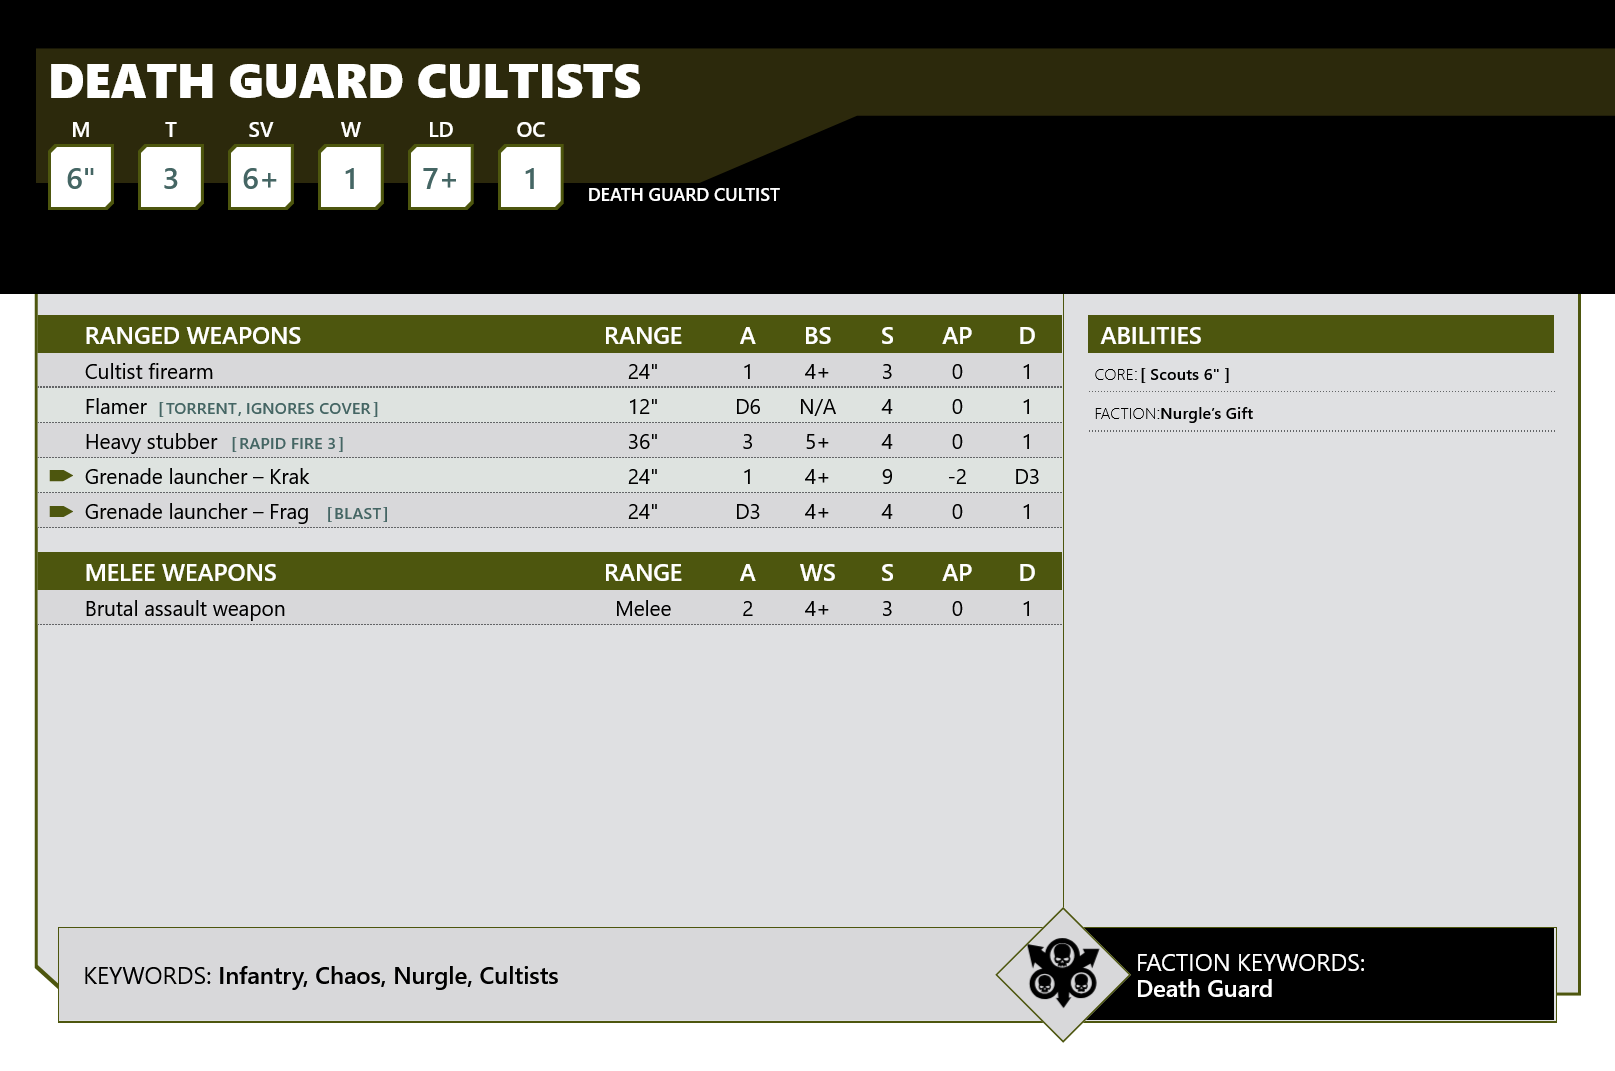 DEATH GUARD CULTISTS
M T SV W LD OC
6" 3 6+ 1 7+ 1
DEATH GUARD CULTIST
RANGED WEAPONS RANGE A BS S AP D
Cultist firearm 24" 1 4+ 3 0 1
Flamer [TORRENT, IGNORES COVER] 12" D6 N/A 4 0 1
Heavy stubber [RAPID FIRE 3] 36" 3 5+ 4 0 1
Grenade launcher – Krak 24" 1 4+ 9 -2 D3
Grenade launcher – Frag [BLAST] 24" D3 4+ 4 0 1
MELEE WEAPONS RANGE A WS S AP D
Brutal assault weapon Melee 2 4+ 3 0 1
ABILITIES
CORE: [ Scouts 6" ]
FACTION:Nurgle’s Gift
KEYWORDS: Infantry, Chaos, Nurgle, Cultists
FACTION KEYWORDS:
Death Guard